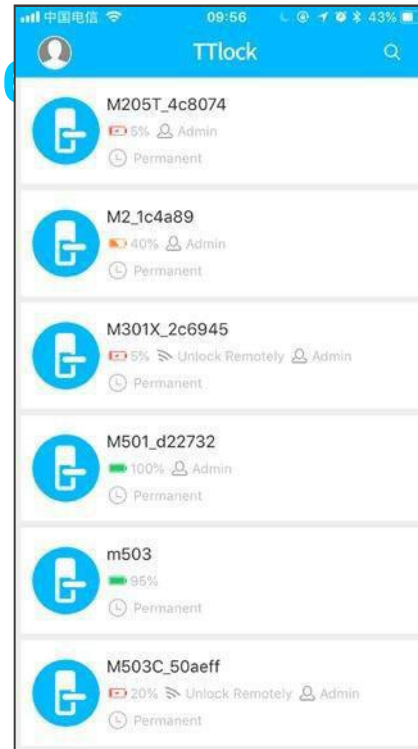 中国电信 09:56 43%
TTlock
M205T_4c8074
5% Admin
Permanent
M2_1c4a89
40% Admin
Permanent
M301X_2c6945
5% Unlock Remotely Admin
Permanent
M501_d22732
100% Admin
Permanent
m503
95%
Permanent
M503C_50aeff
20% Unlock Remotely Admin
Permanent